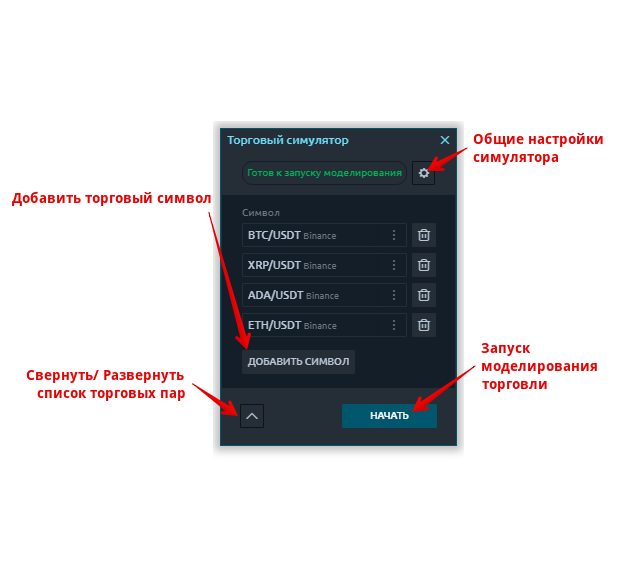 Торговый симулятор
Готов к запуску моделирования
Общие настройки
симулятора
Добавить торговый символ
Символ
BTC/USDT Binance
XRP/USDT Binance
ADA/USDT Binance
ETH/USDT Binance
ДОБАВИТЬ СИМВОЛ
Запуск
моделирования
торговли
Свернуть/ Развернуть
список торговых пар
НАЧАТЬ